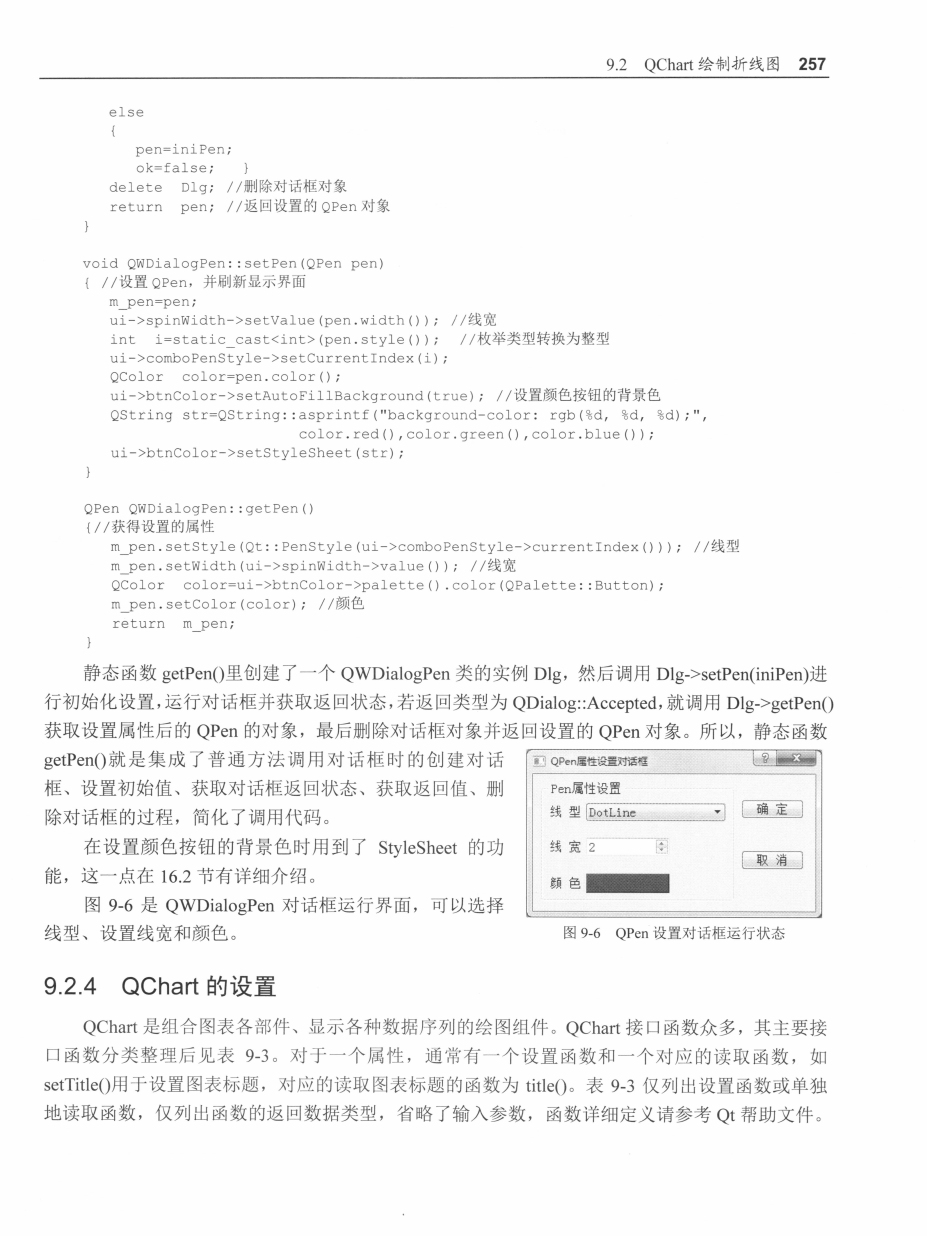 9.2 QChart 绘制折线图 257
else
{
pen=iniPen;
ok=false; }
delete Dlg; //删除对话框对象
return pen; //返回设置的 QPen 对象
}
void QWDialogPen::setPen(QPen pen)
{ //设置 QPen，并刷新显示界面
m_pen=pen;
ui->spinWidth->setValue(pen.width()); //线宽
int i=static_cast<int>(pen.style()); //枚举类型转换为整型
ui->comboPenStyle->setCurrentIndex(i);
QColor color=pen.color();
ui->btnColor->setAutoFillBackground(true); //设置颜色按钮的背景色
QString str=QString::asprintf("background-color: rgb(%d, %d, %d);",
color.red(),color.green(),color.blue());
ui->btnColor->setStyleSheet(str);
}
QPen QWDialogPen::getPen()
{//获得设置的属性
m_pen.setStyle(Qt::PenStyle(ui->comboPenStyle->currentIndex())); //线型
m_pen.setWidth(ui->spinWidth->value()); //线宽
QColor color=ui->btnColor->palette().color(QPalette::Button);
m_pen.setColor(color); //颜色
return m_pen;
}
静态函数 getPen()里创建了一个 QWDialogPen 类的实例 Dlg，然后调用 Dlg->setPen(iniPen)进
行初始化设置，运行对话框并获取返回状态，若返回类型为 QDialog::Accepted，就调用 Dlg->getPen()
获取设置属性后的 QPen 的对象，最后删除对话框对象并返回设置的 QPen 对象。所以，静态函数
getPen()就是集成了普通方法调用对话框时的创建对话
框、设置初始值、获取对话框返回状态、获取返回值、删
除对话框的过程，简化了调用代码。
在设置颜色按钮的背景色时用到了 StyleSheet 的功
能，这一点在 16.2 节有详细介绍。
图 9-6 是 QWDialogPen 对话框运行界面，可以选择
线型、设置线宽和颜色。
QPen属性设置对话框
Pen属性设置
线 型 DotLine
确 定
线 宽 2
取 消
颜 色
图 9-6 QPen 设置对话框运行状态
9.2.4 QChart 的设置
QChart 是组合图表各部件、显示各种数据序列的绘图组件。QChart 接口函数众多，其主要接
口函数分类整理后见表 9-3。对于一个属性，通常有一个设置函数和一个对应的读取函数，如
setTitle()用于设置图表标题，对应的读取图表标题的函数为 title()。表 9-3 仅列出设置函数或单独
地读取函数，仅列出函数的返回数据类型，省略了输入参数，函数详细定义请参考 Qt 帮助文件。